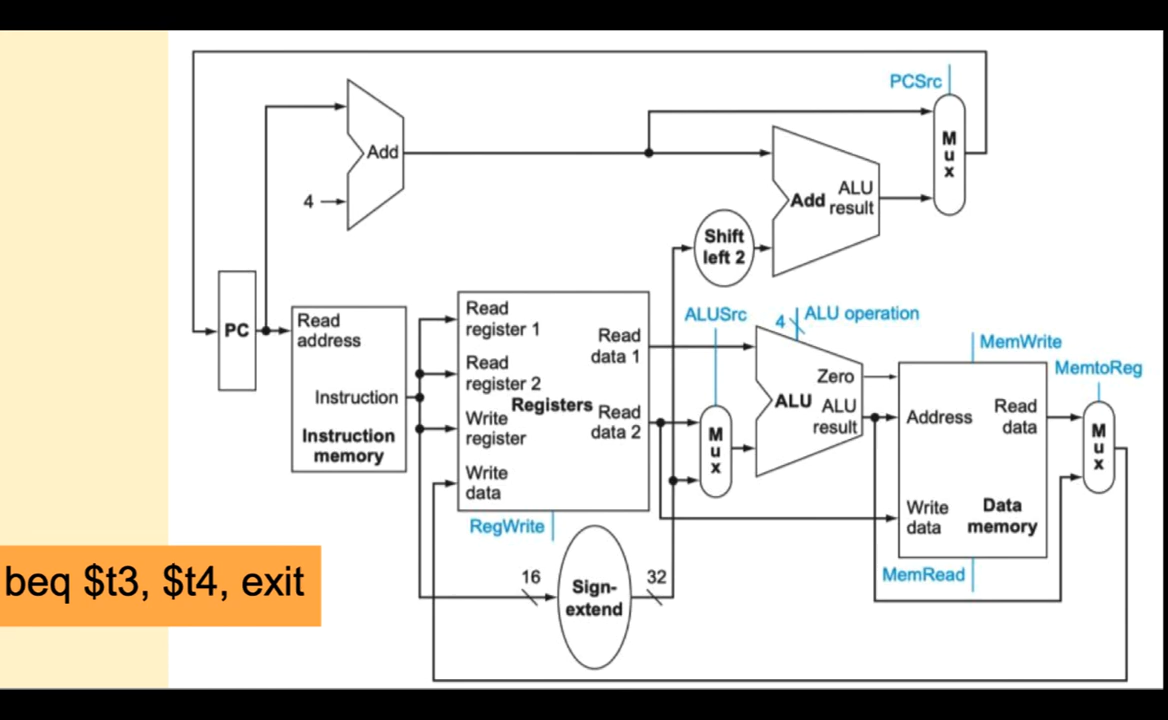 PCSrc
M
u
x
Add
4
Add
ALU
result
Shift
left 2
PC
Read
address
Instruction
Instruction
memory
Read
register 1
Read
register 2
Write
register
Write
data
Registers
Read
data 1
Read
data 2
RegWrite
ALUSrc
M
u
x
4
ALU operation
Zero
ALU
ALU
result
MemWrite
MemtoReg
Address
Read
data
Write
data
Data
memory
MemRead
M
u
x
16
Sign-
extend
32
beq $t3, $t4, exit